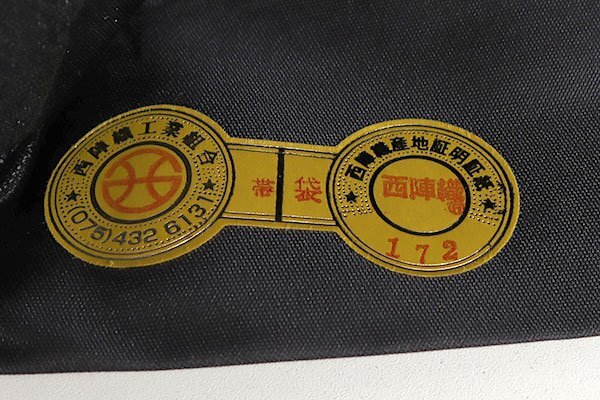 西陣織工業組合
(075)432 6131
帯
袋
西陣織産地証明証紙
西陣織
172